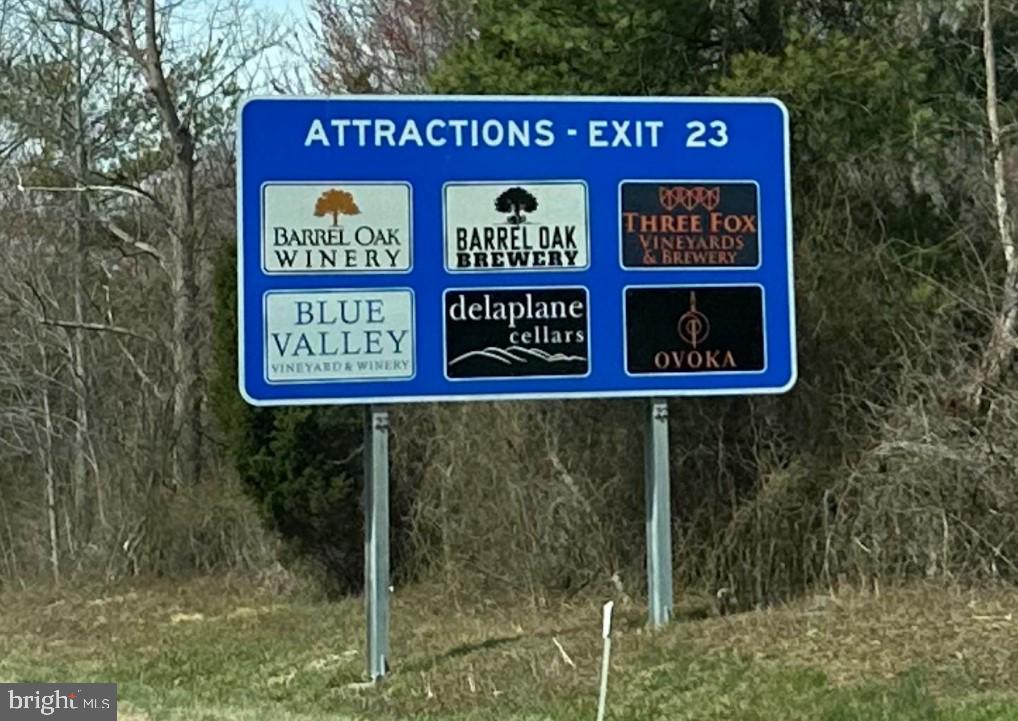 ATTRACTIONS - EXIT 23
BARREL OAK
WINERY
BARREL OAK
BREWERY
THREE FOX
VINEYARDS
& BREWERY
BLUE
VALLEY
VINEYARD & WINERY
delaplane
cellars
OVOKA
bright MLS